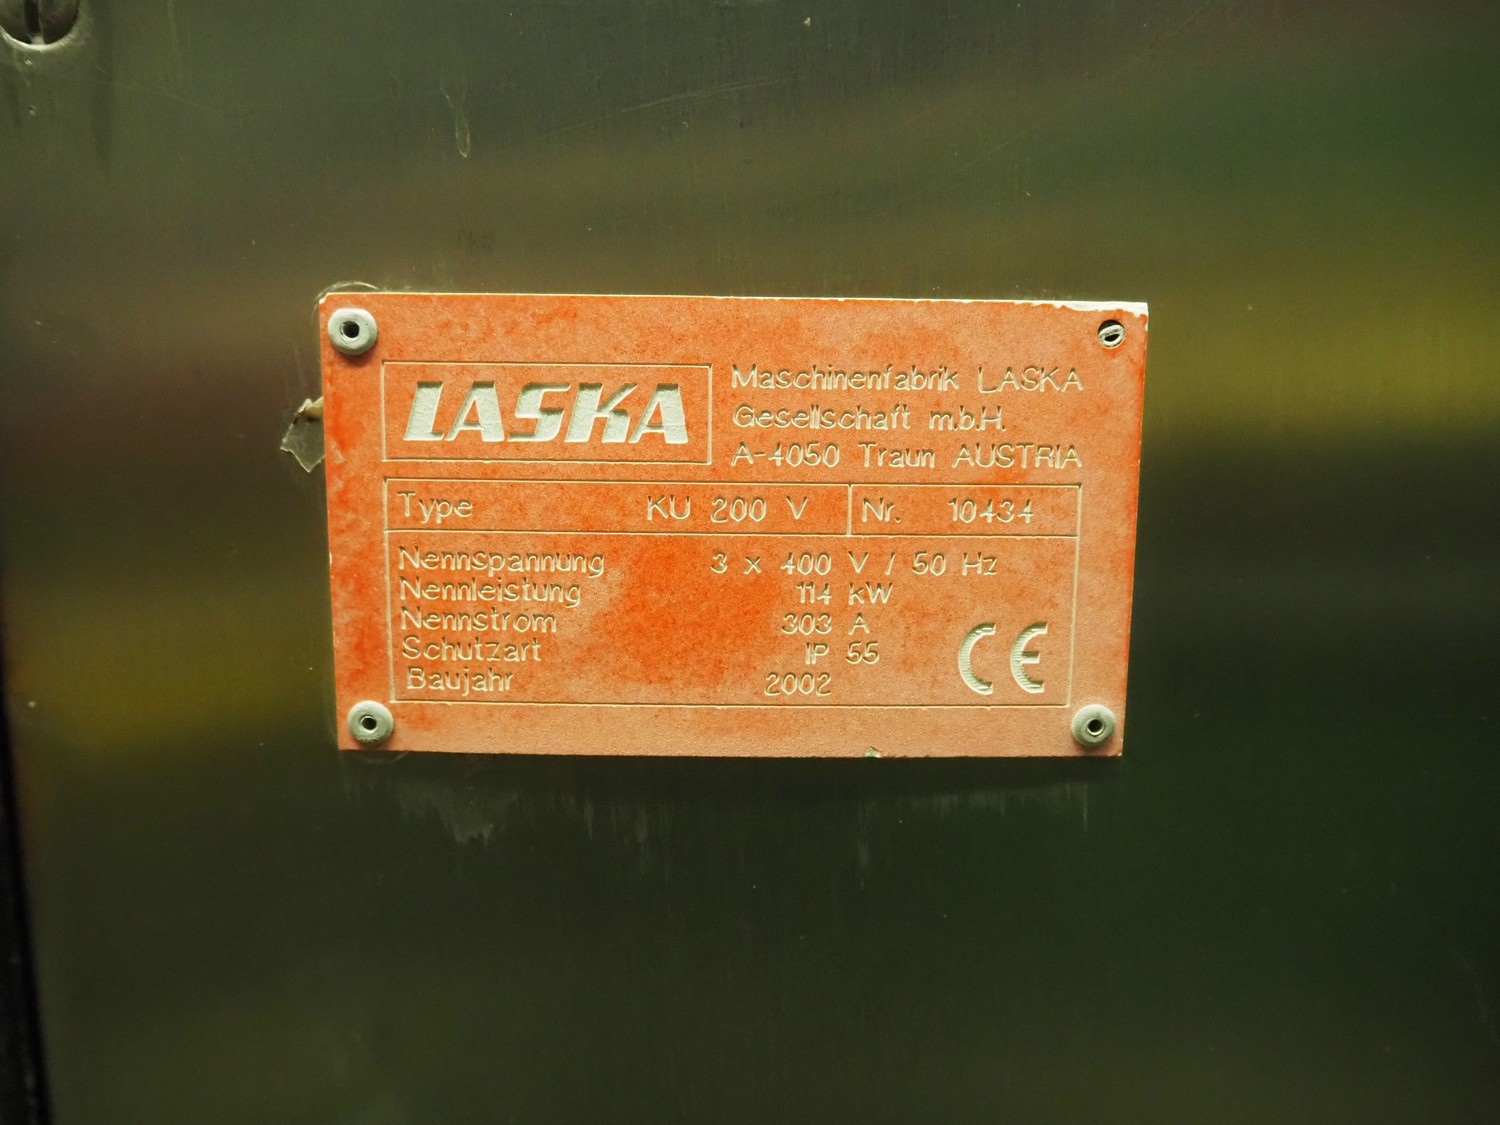 LASKA
Maschinenfabrik LASKA
Gesellschaft m.b.H.
A-4050 Traun AUSTRIA
Type KU 200 V Nr. 10434
Nennspannung 3 x 400 V / 50 Hz
Nennleistung 114 kW
Nennstrom 303 A
Schutzart IP 55
Baujahr 2002
CE